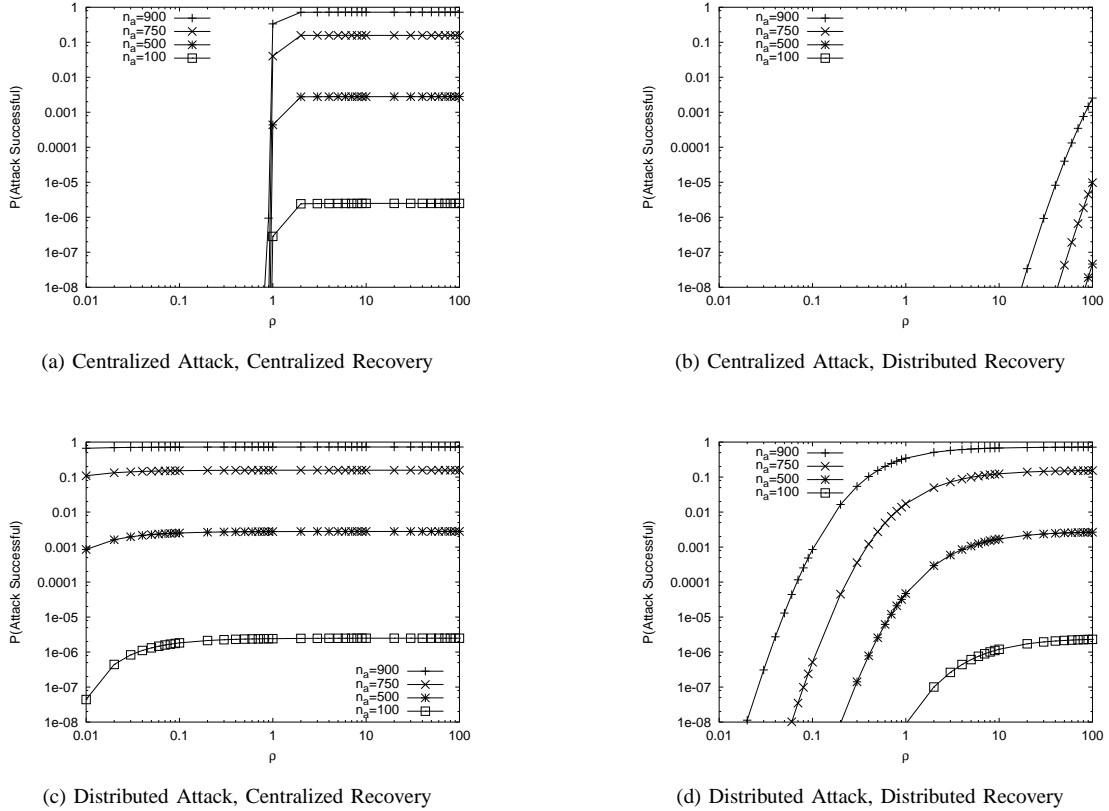 P(Attack Successful)
1
0.1
0.01
0.001
0.0001
1e-05
1e-06
1e-07
1e-08
n_a=900
n_a=750
n_a=500
n_a=100
0.01 0.1 1 10 100
ρ
(a) Centralized Attack, Centralized Recovery
P(Attack Successful)
1
0.1
0.01
0.001
0.0001
1e-05
1e-06
1e-07
1e-08
n_a=900
n_a=750
n_a=500
n_a=100
0.01 0.1 1 10 100
ρ
(b) Centralized Attack, Distributed Recovery
P(Attack Successful)
1
0.1
0.01
0.001
0.0001
1e-05
1e-06
1e-07
1e-08
n_a=900
n_a=750
n_a=500
n_a=100
0.01 0.1 1 10 100
ρ
(c) Distributed Attack, Centralized Recovery
P(Attack Successful)
1
0.1
0.01
0.001
0.0001
1e-05
1e-06
1e-07
1e-08
n_a=900
n_a=750
n_a=500
n_a=100
0.01 0.1 1 10 100
ρ
(d) Distributed Attack, Distributed Recovery